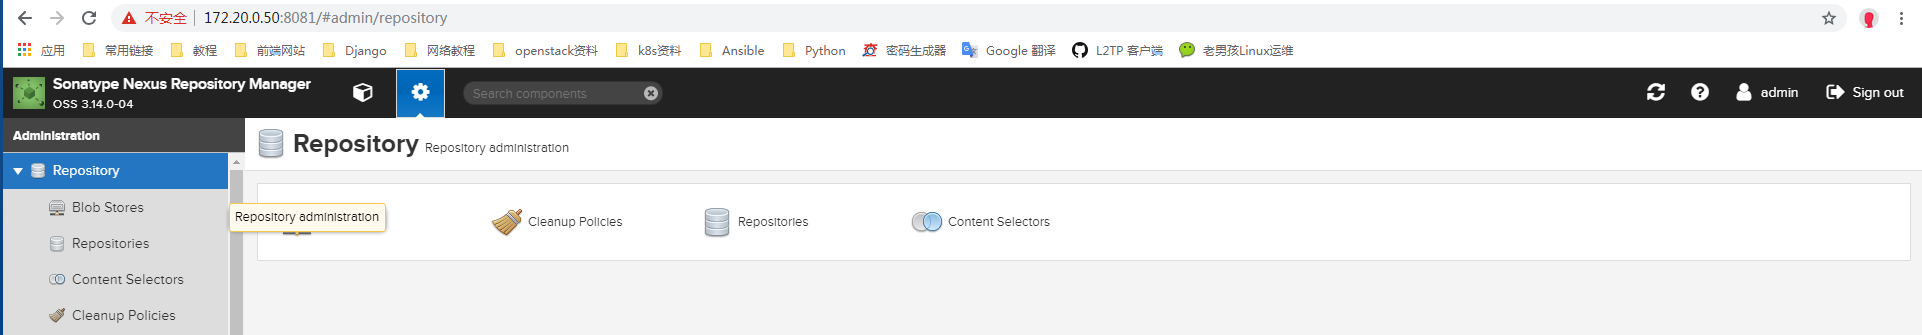 不安全 | 172.20.0.50:8081/#admin/repository
应用 常用链接 教程 前端网站 Django 网络教程 openstack资料 k8s资料 Ansible Python 密码生成器 Google 翻译 L2TP 客户端 老男孩Linux运维
Sonatype Nexus Repository Manager
OSS 3.14.0-04
Search components
admin
Sign out
Administration
Repository Repository administration
Repository
Blob Stores
Repositories
Content Selectors
Cleanup Policies
Repository administration
Cleanup Policies
Repositories
Content Selectors